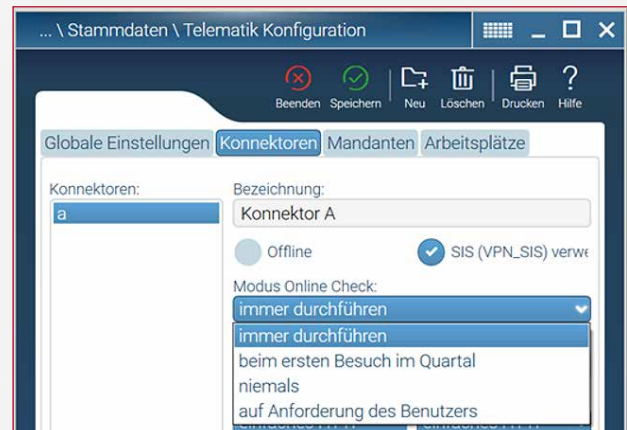 ... \ Stammdaten \ Telematik Konfiguration
Beenden Speichern Neu Löschen Drucken Hilfe
Globale Einstellungen Konnektoren Mandanten Arbeitsplätze
Konnektoren: Bezeichnung:
a Konnektor A
Offline SIS (VPN_SIS) verwe
Modus Online Check:
immer durchführen
immer durchführen
beim ersten Besuch im Quartal
niemals
auf Anforderung des Benutzers